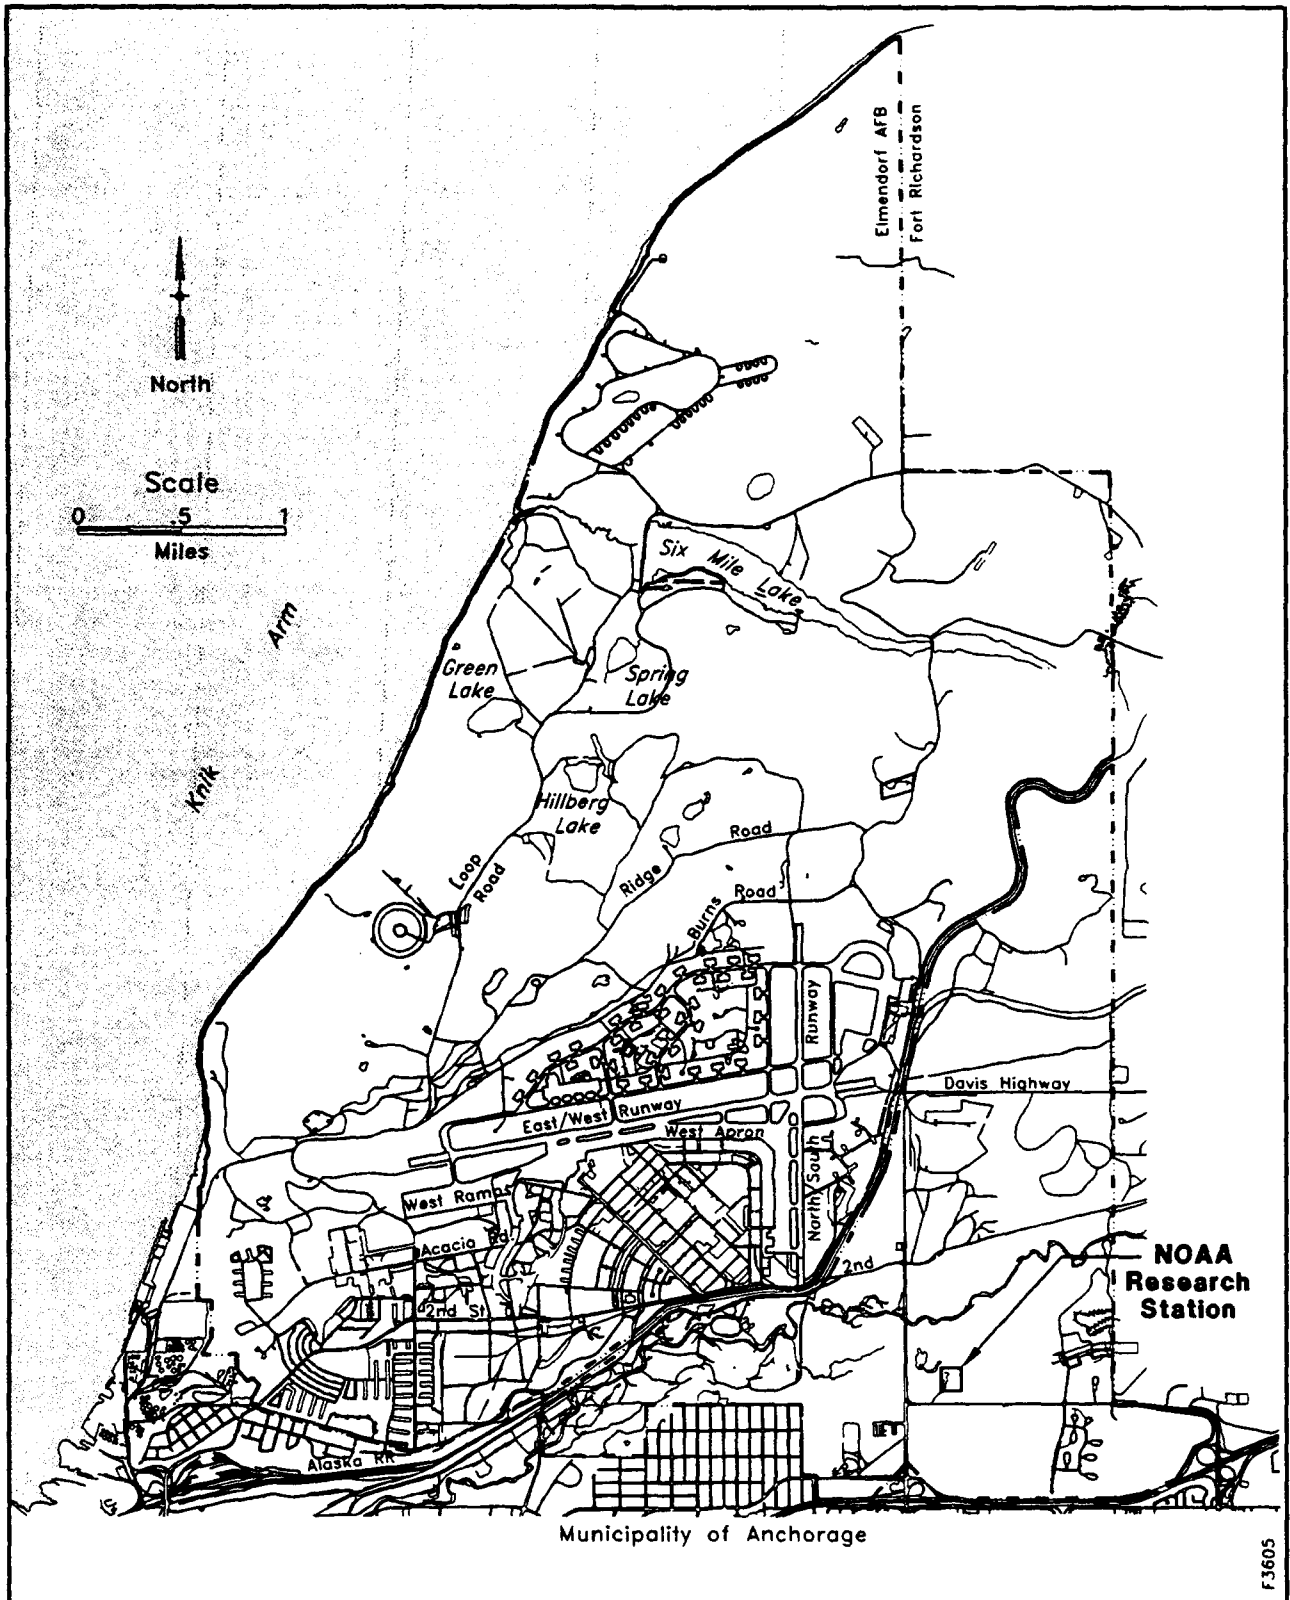 Elmendorf AFB
Fort Richardson
North
Scale
0 .5 1
Miles
Six Mile Lake
Knik Arm
Green
Lake
Spring
Lake
Hillberg
Lake
Loop
Road
Ridge Road
Burns Road
Runway
Davis Highway
East/West Runway
West Apron
North/South
West Ramp
Acacia Rd.
2nd
2nd St.
NOAA
Research
Station
Alaska RR
Municipality of Anchorage
F3605